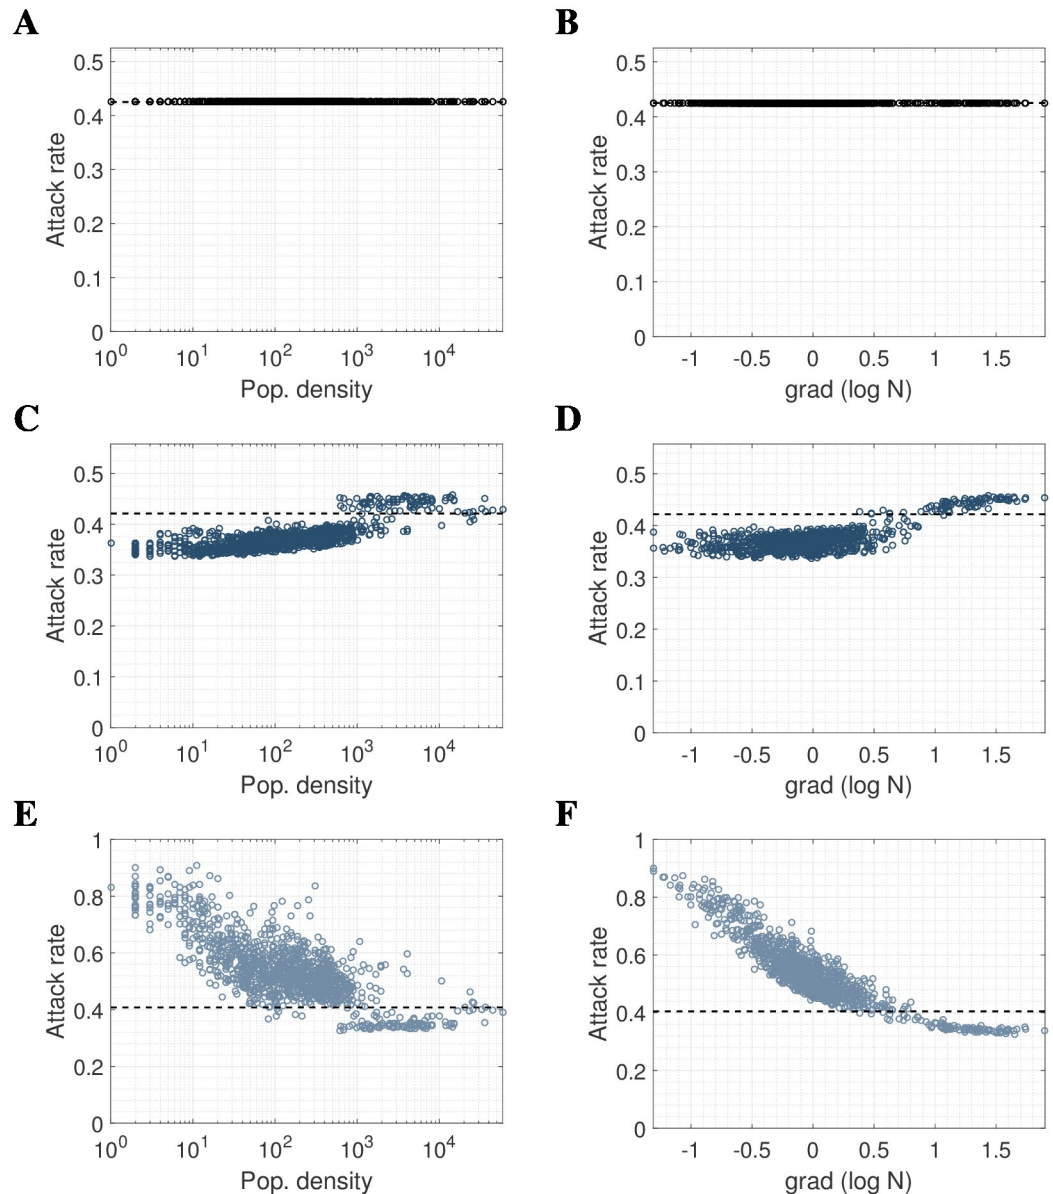 A
B
0.5
0.4
0.3
0.2
0.1
0
Attack rate
10^0 10^1 10^2 10^3 10^4
Pop. density
0.5
0.4
0.3
0.2
0.1
0
Attack rate
-1 -0.5 0 0.5 1 1.5
grad (log N)
C
D
0.5
0.4
0.3
0.2
0.1
0
Attack rate
10^0 10^1 10^2 10^3 10^4
Pop. density
0.5
0.4
0.3
0.2
0.1
0
Attack rate
-1 -0.5 0 0.5 1 1.5
grad (log N)
E
F
1
0.8
0.6
0.4
0.2
0
Attack rate
10^0 10^1 10^2 10^3 10^4
Pop. density
1
0.8
0.6
0.4
0.2
0
Attack rate
-1 -0.5 0 0.5 1 1.5
grad (log N)